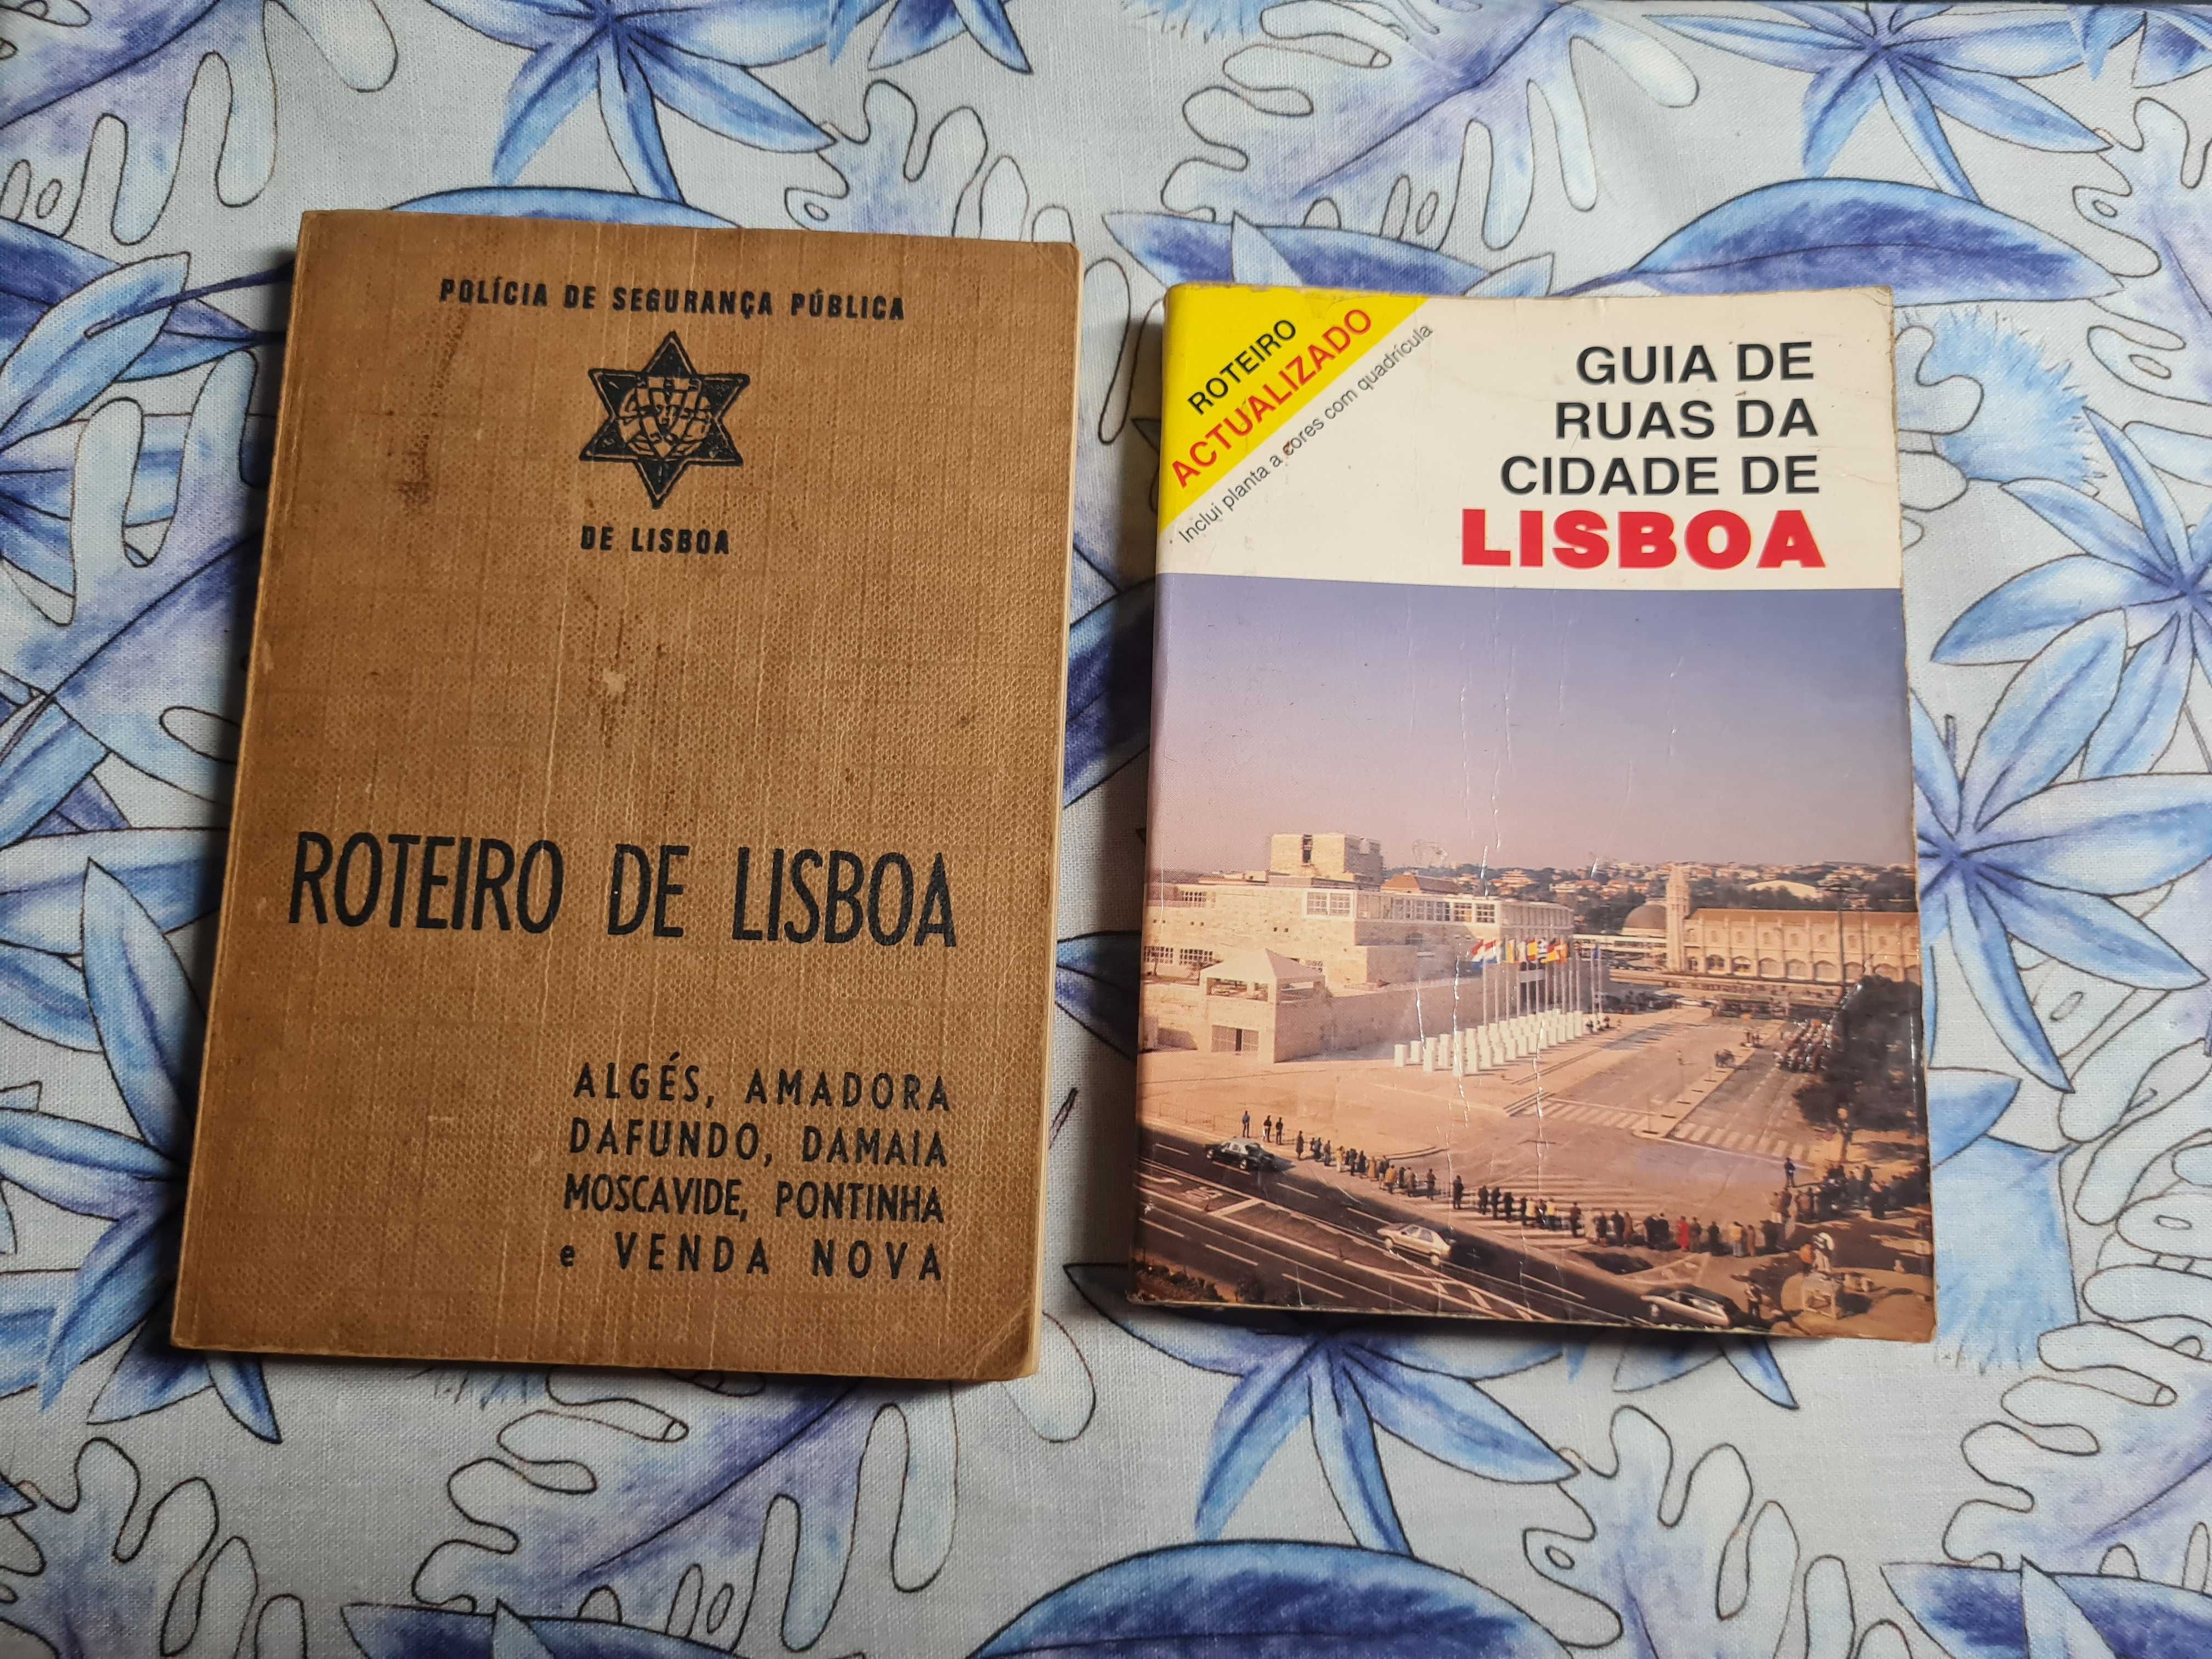 POLÍCIA DE SEGURANÇA PÚBLICA
DE LISBOA
ROTEIRO DE LISBOA
ALGÉS, AMADORA
DAFUNDO, DAMAIA
MOSCAVIDE, PONTINHA
e VENDA NOVA
ROTEIRO
ACTUALIZADO
Inclui planta a cores com quadrícula
GUIA DE
RUAS DA
CIDADE DE
LISBOA